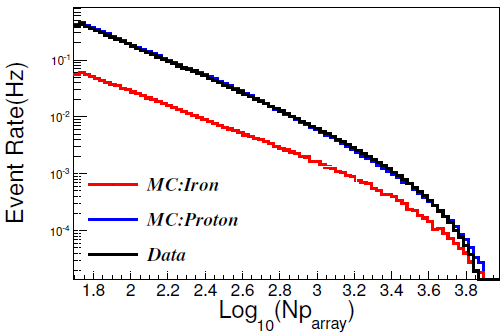 Event Rate(Hz)
10⁻¹
10⁻²
10⁻³
10⁻⁴
MC:Iron
MC:Proton
Data
1.8 2 2.2 2.4 2.6 2.8 3 3.2 3.4 3.6 3.8
Log₁₀(Np_array)